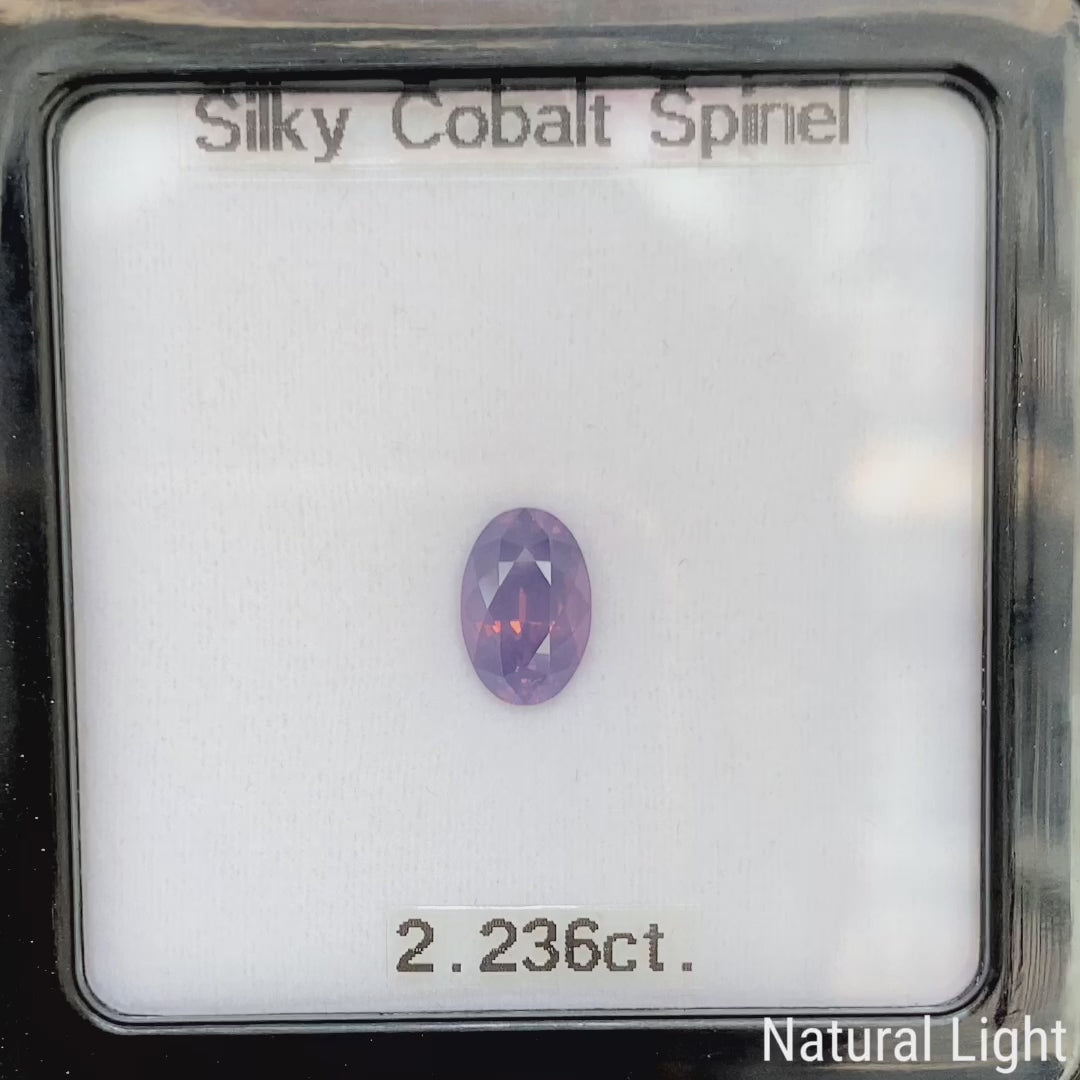 Silky Cobalt Spinel
2.236ct.
Natural Light